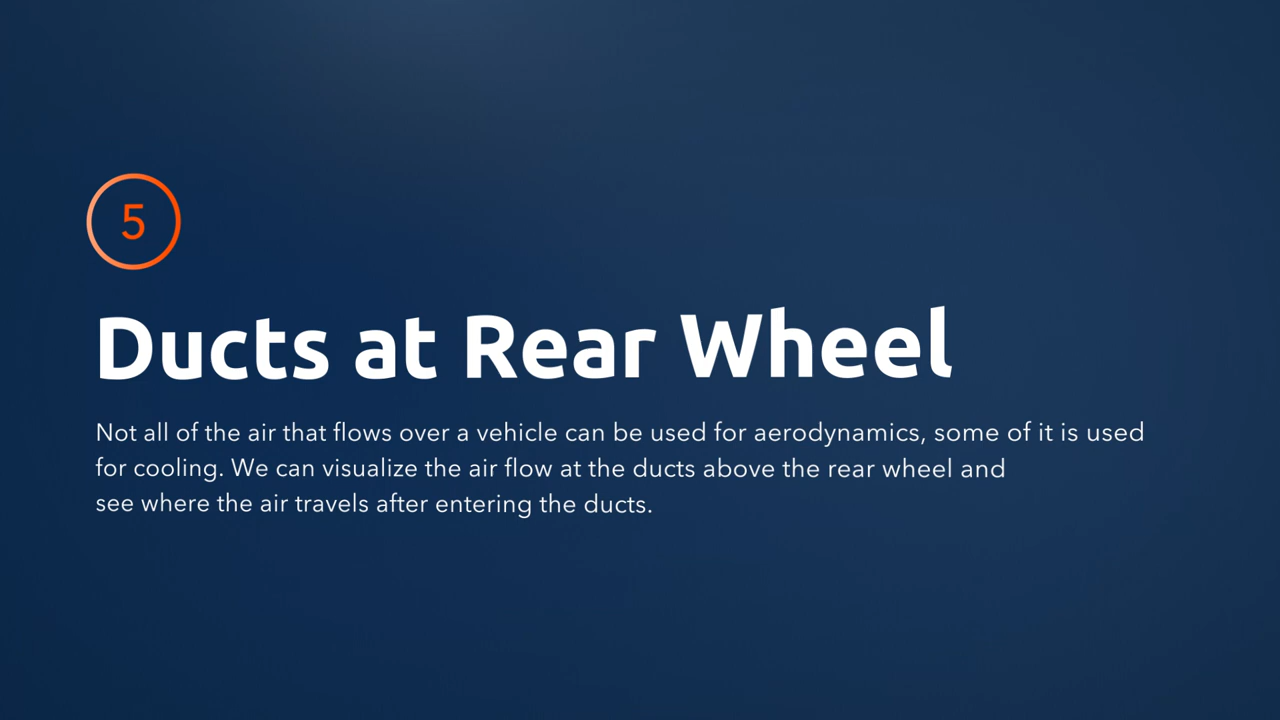 5
Ducts at Rear Wheel
Not all of the air that flows over a vehicle can be used for aerodynamics, some of it is used
for cooling. We can visualize the air flow at the ducts above the rear wheel and
see where the air travels after entering the ducts.